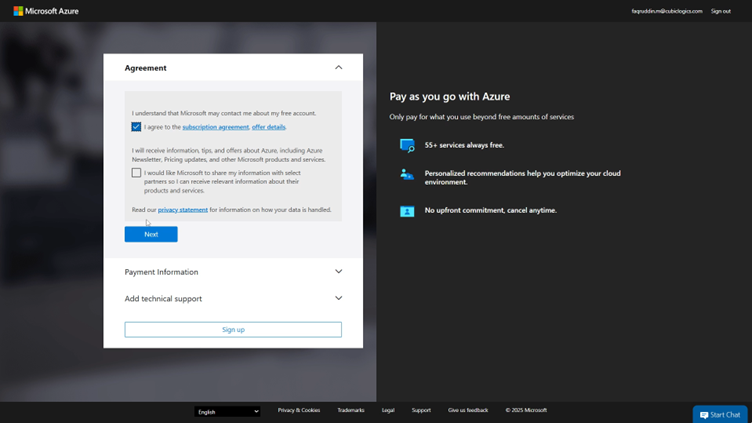 Microsoft Azure
faqruddin.m@cubiclogics.com Sign out
Agreement
I understand that Microsoft may contact me about my free account.
I agree to the subscription agreement, offer details.
I will receive information, tips, and offers about Azure, including Azure
Newsletter, Pricing updates, and other Microsoft products and services.
I would like Microsoft to share my information with select
partners so I can receive relevant information about their
products and services.
Read our privacy statement for information on how your data is handled.
Next
Payment Information
Add technical support
Sign up
Pay as you go with Azure
Only pay for what you use beyond free amounts of services
55+ services always free.
Personalized recommendations help you optimize your cloud
environment.
No upfront commitment, cancel anytime.
English Privacy & Cookies Trademarks Legal Support Give us feedback © 2025 Microsoft
Start Chat